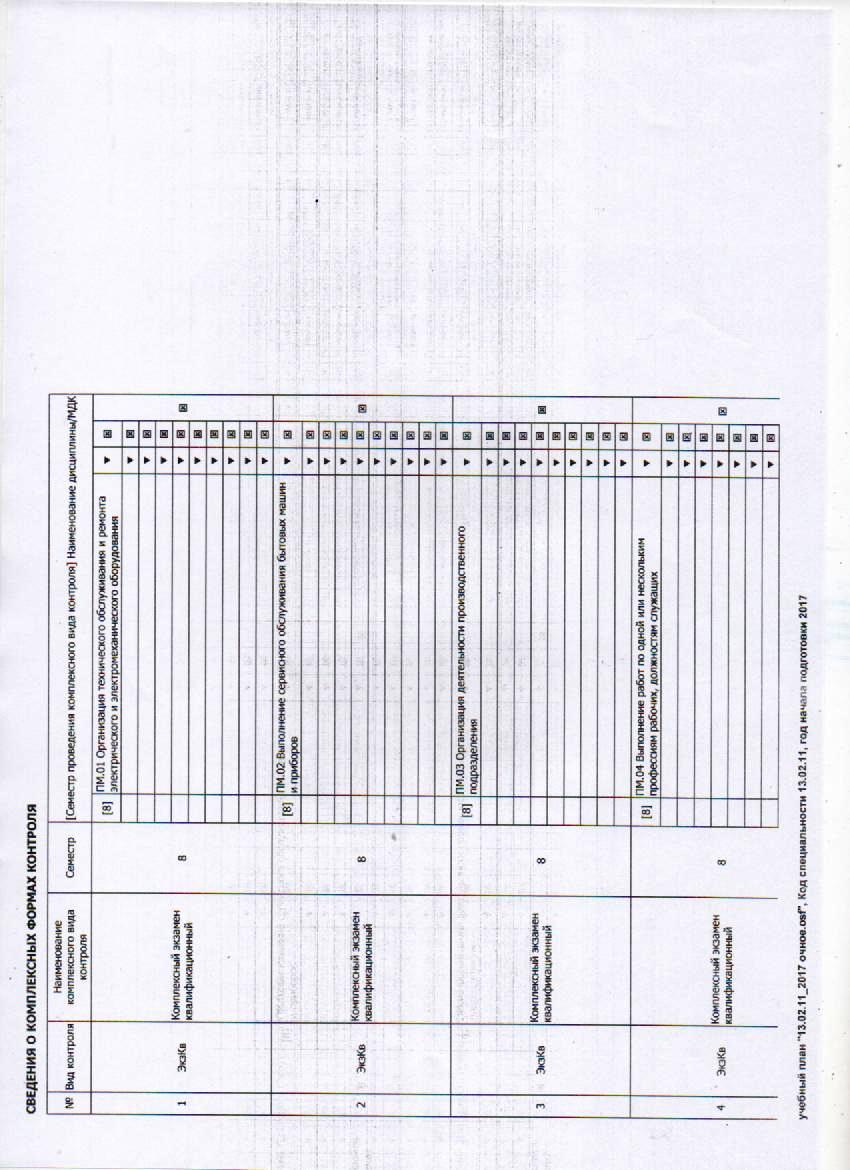 СВЕДЕНИЯ О КОМПЛЕКСНЫХ ФОРМАХ КОНТРОЛЯ
№ Вид контроля Наименование комплексного вида контроля Семестр [Семестр проведения комплексного вида контроля] Наименование дисциплины/МДК
1 ЭкзКв Комплексный экзамен квалификационный 8 [8] ПМ.01 Организация технического обслуживания и ремонта
электрического и электромеханического оборудования
2 ЭкзКв Комплексный экзамен квалификационный 8 [8] ПМ.02 Выполнение сервисного обслуживания бытовых машин
и приборов
3 ЭкзКв Комплексный экзамен квалификационный 8 [8] ПМ.03 Организация деятельности производственного
подразделения
4 ЭкзКв Комплексный экзамен квалификационный 8 [8] ПМ.04 Выполнение работ по одной или нескольким
профессиям рабочих, должностям служащих
учебный план "13.02.11_2017 очное.osf", Код специальности 13.02.11, год начала подготовки 2017